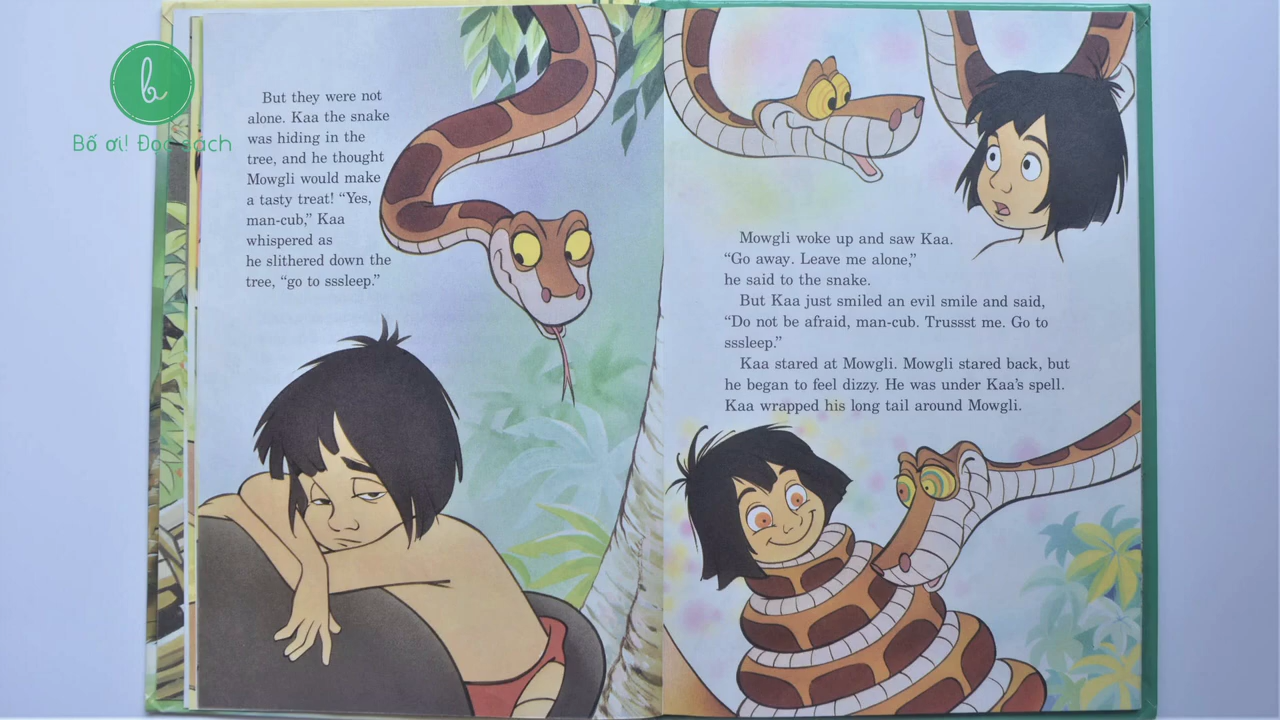 b
Bố ơi! Đọc sách
But they were not
alone. Kaa the snake
was hiding in the
tree, and he thought
Mowgli would make
a tasty treat! “Yes,
man-cub,” Kaa
whispered as
he slithered down the
tree, “go to sssleep.”
Mowgli woke up and saw Kaa.
“Go away. Leave me alone,”
he said to the snake.
But Kaa just smiled an evil smile and said,
“Do not be afraid, man-cub. Trussst me. Go to
sssleep.”
Kaa stared at Mowgli. Mowgli stared back, but
he began to feel dizzy. He was under Kaa’s spell.
Kaa wrapped his long tail around Mowgli.